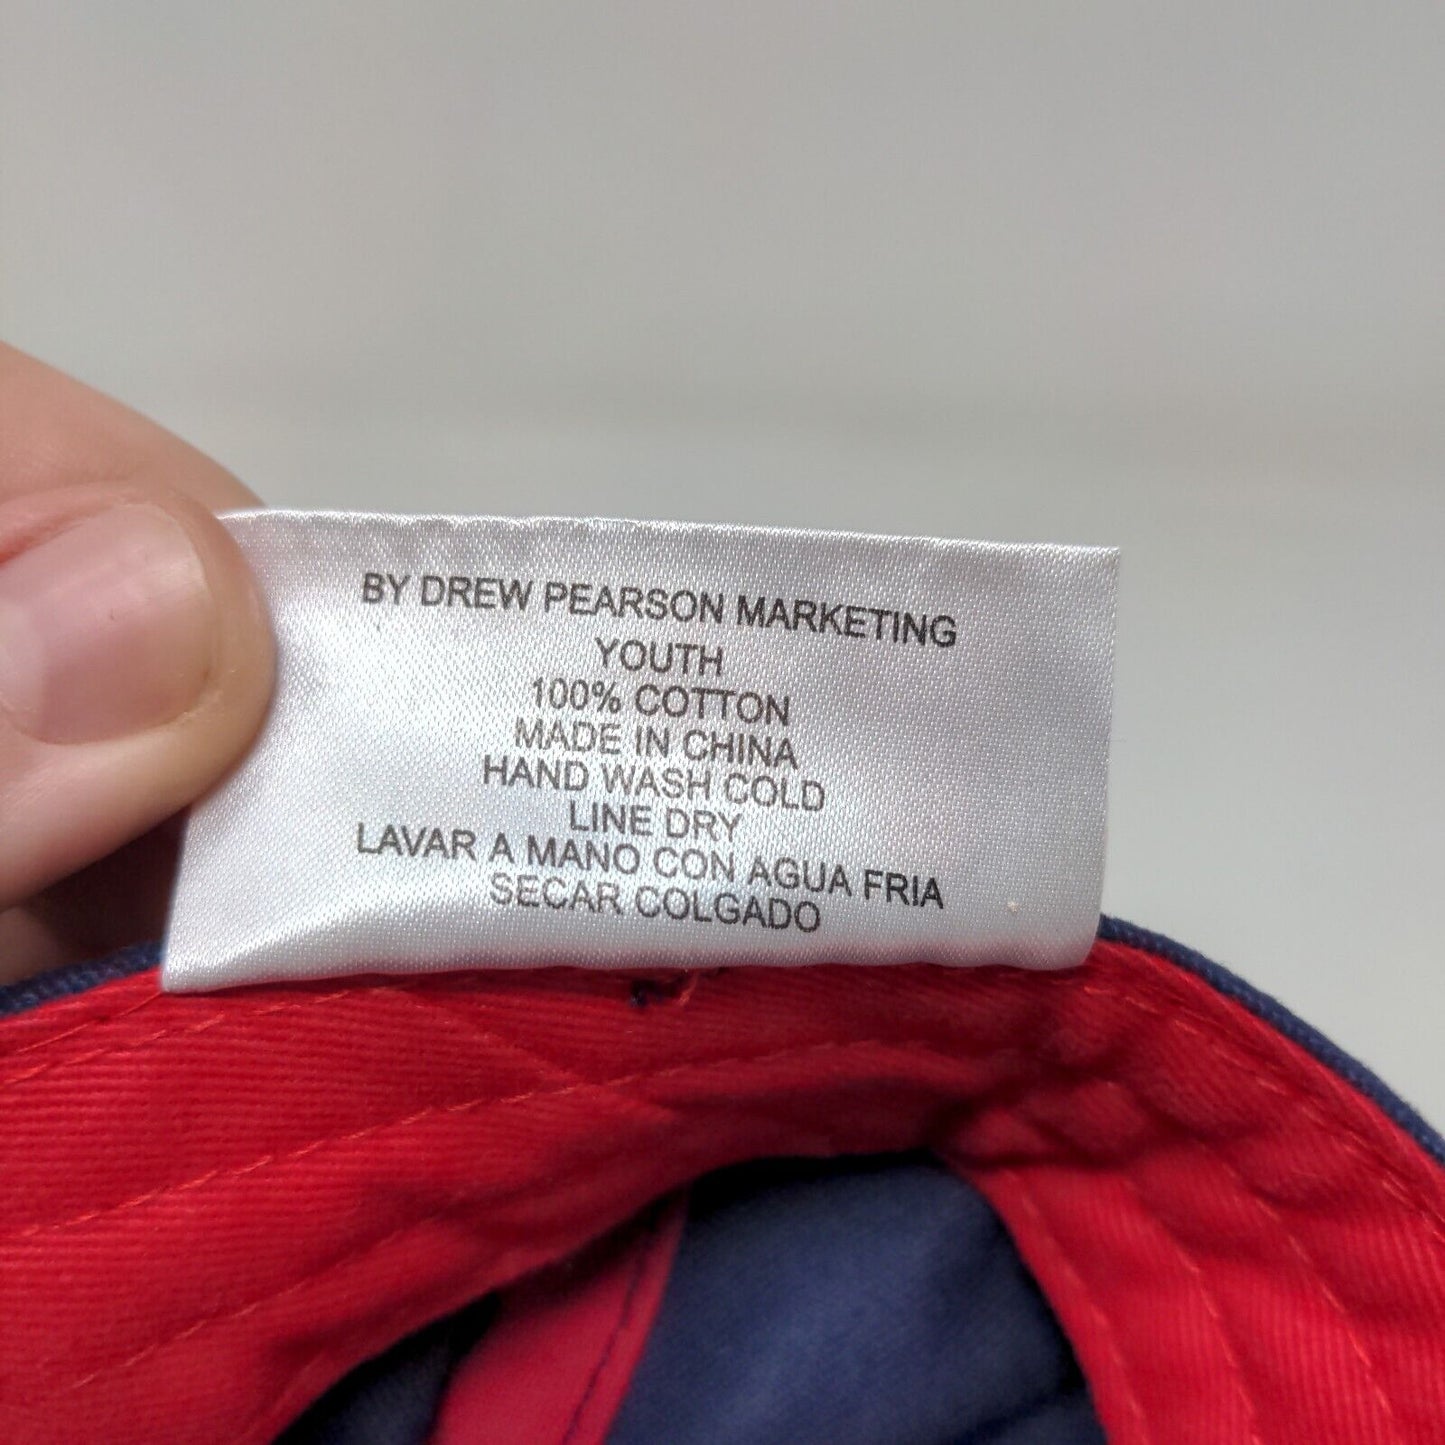 BY DREW PEARSON MARKETING
YOUTH
100% COTTON
MADE IN CHINA
HAND WASH COLD
LINE DRY
LAVAR A MANO CON AGUA FRIA
SECAR COLGADO